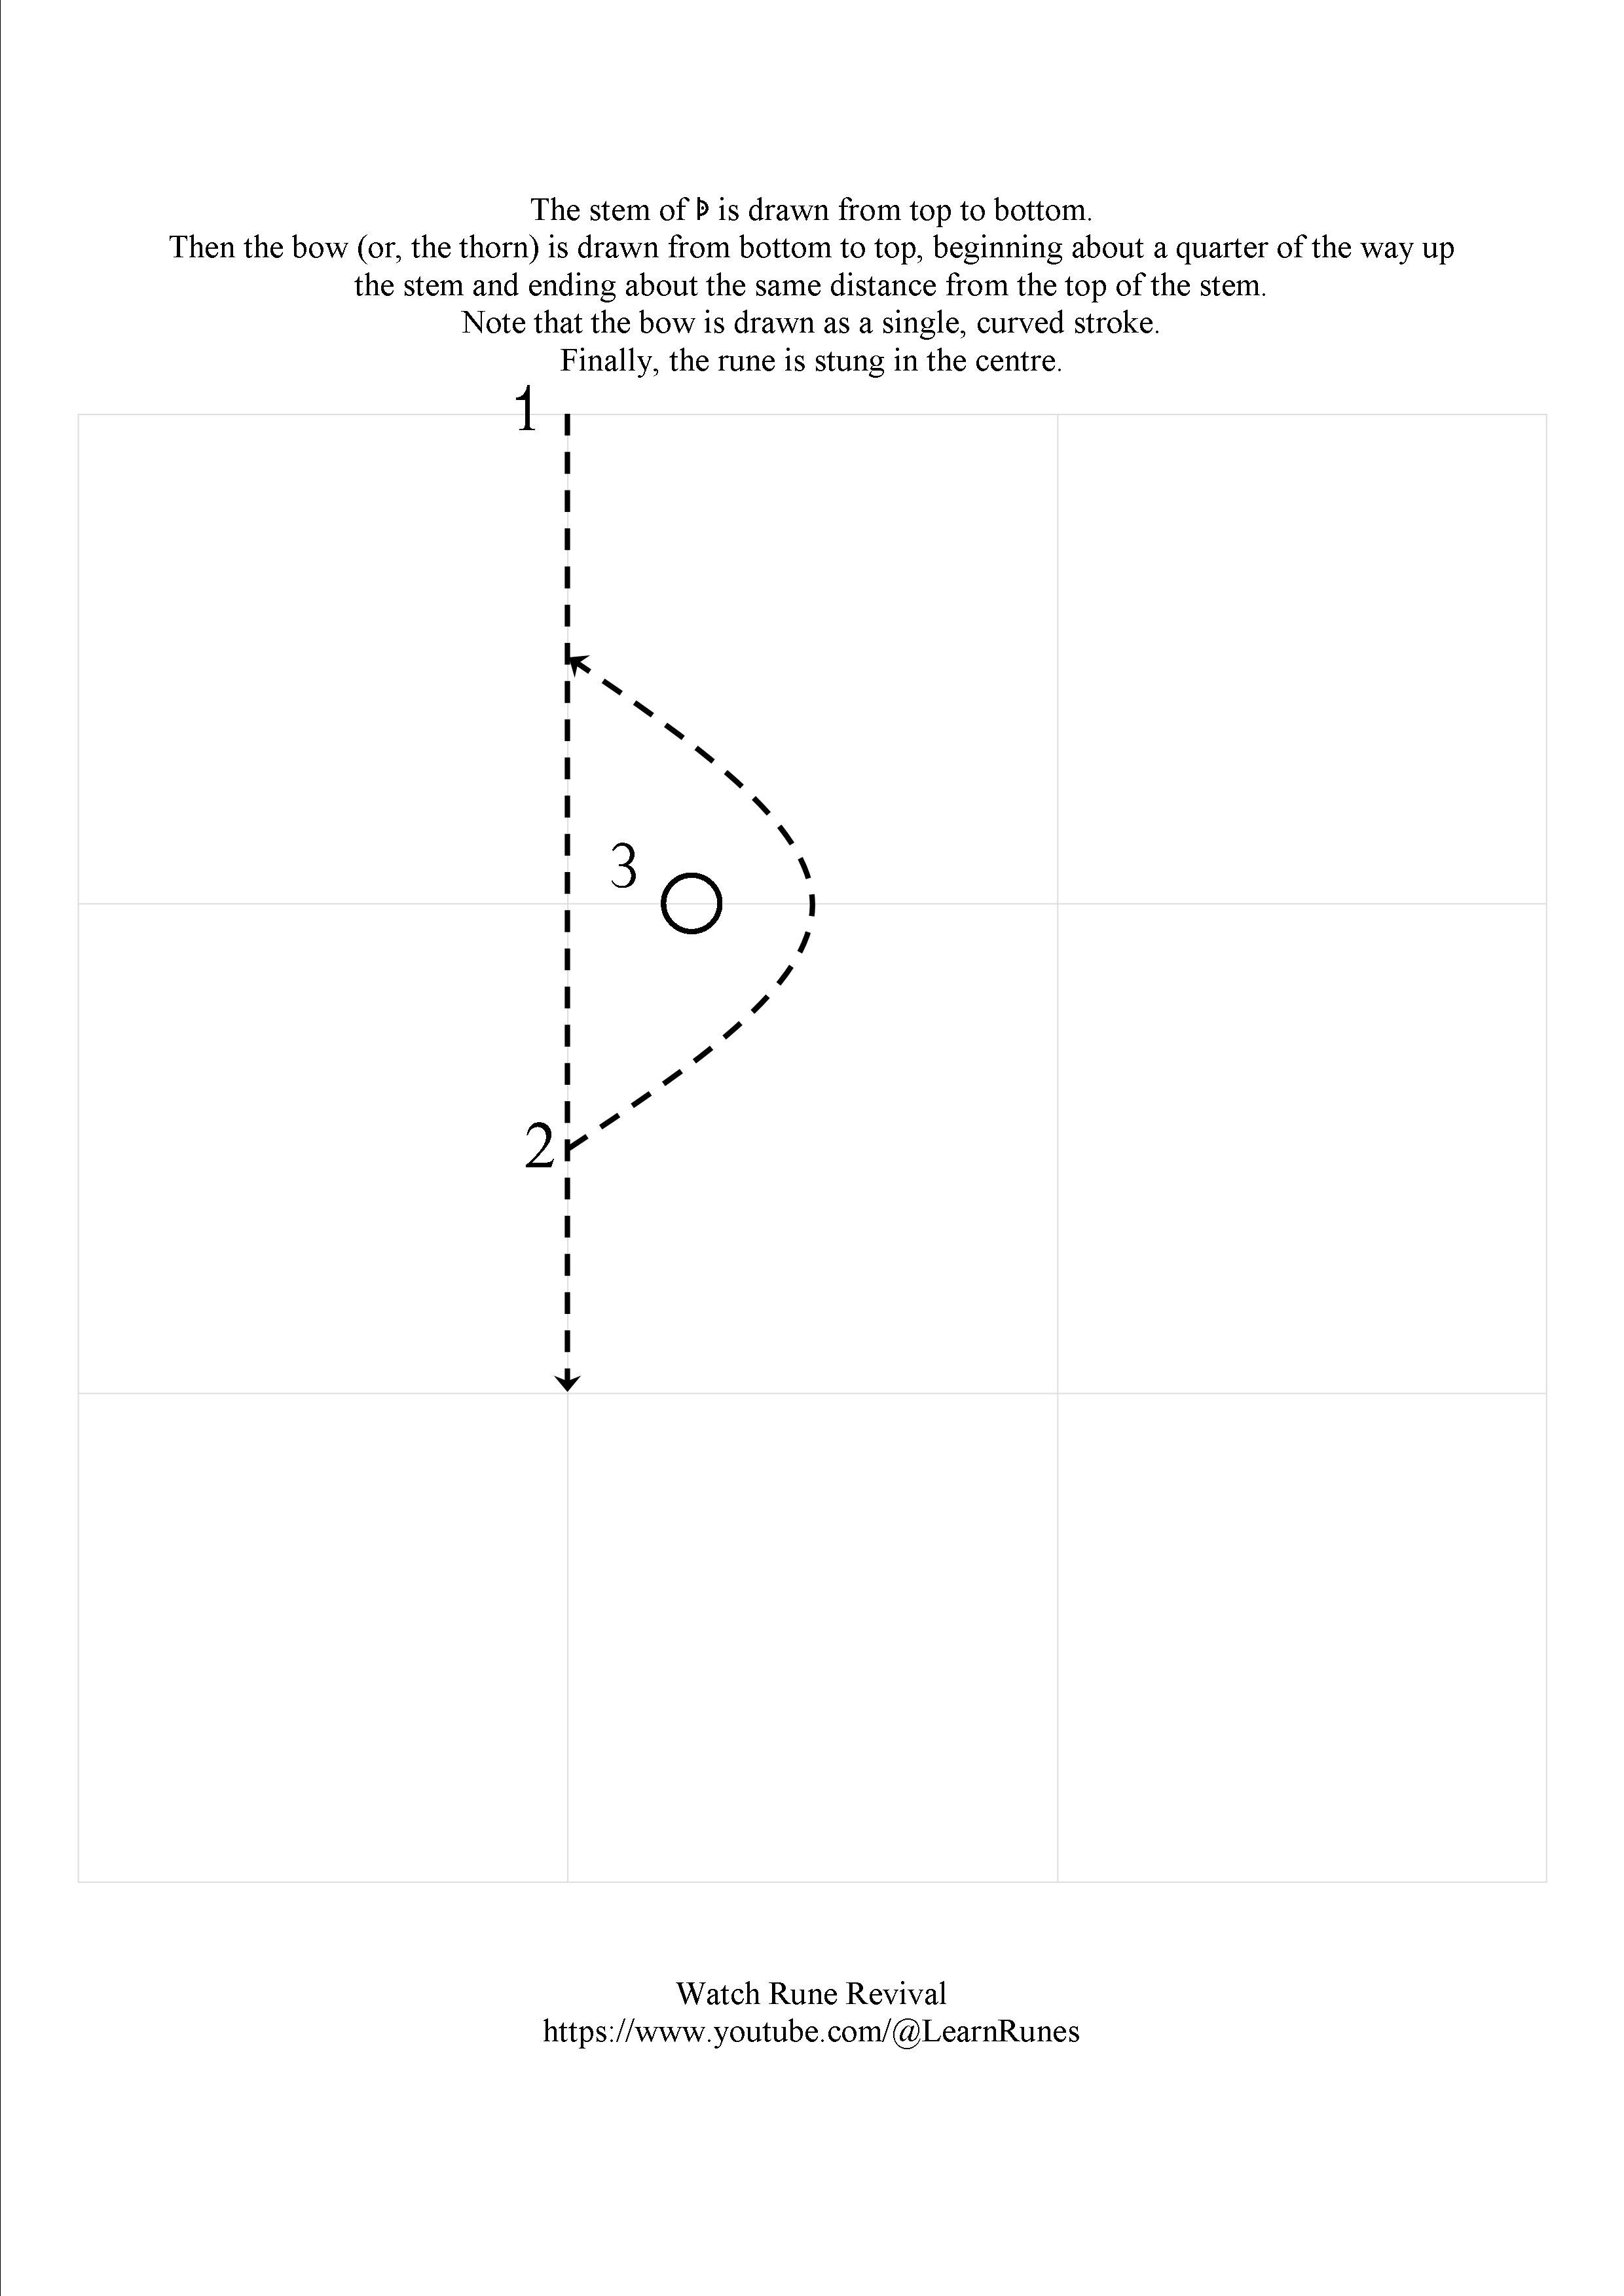 The stem of ᚧ is drawn from top to bottom.
Then the bow (or, the thorn) is drawn from bottom to top, beginning about a quarter of the way up
the stem and ending about the same distance from the top of the stem.
Note that the bow is drawn as a single, curved stroke.
Finally, the rune is stung in the centre.
1
3
2
Watch Rune Revival
https://www.youtube.com/@LearnRunes